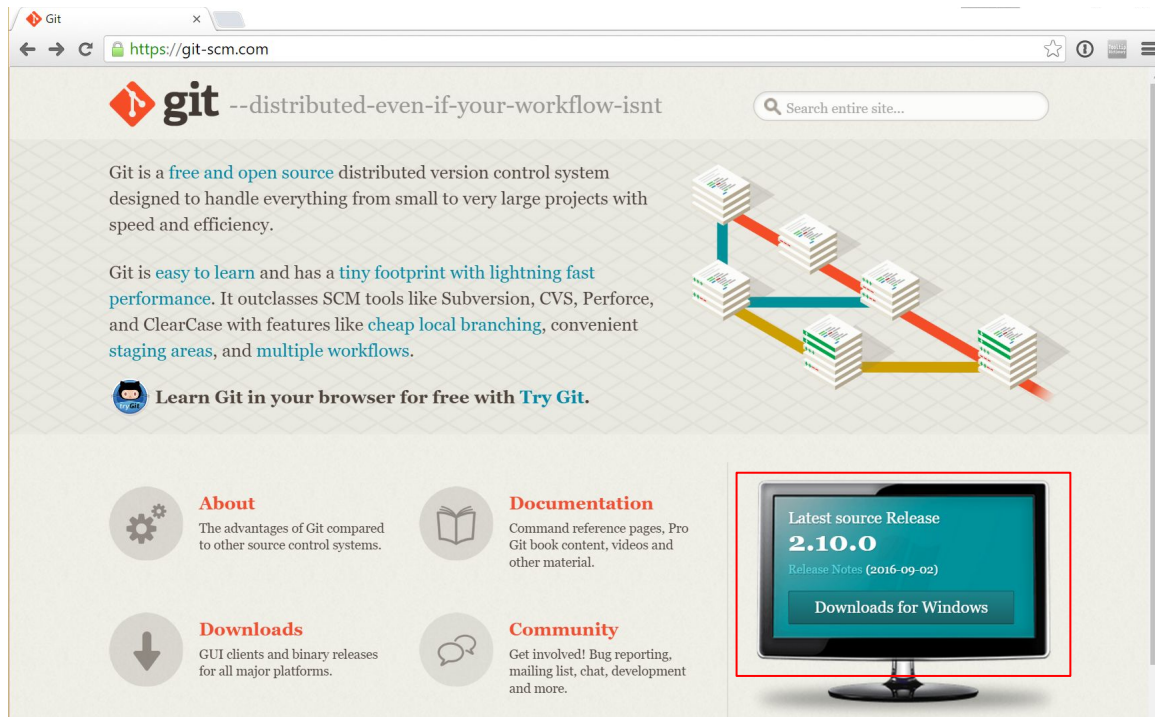 Git
https://git-scm.com
git --distributed-even-if-your-workflow-isnt
Search entire site...
Git is a free and open source distributed version control system
designed to handle everything from small to very large projects with
speed and efficiency.
Git is easy to learn and has a tiny footprint with lightning fast
performance. It outclasses SCM tools like Subversion, CVS, Perforce,
and ClearCase with features like cheap local branching, convenient
staging areas, and multiple workflows.
Learn Git in your browser for free with Try Git.
About
The advantages of Git compared
to other source control systems.
Documentation
Command reference pages, Pro
Git book content, videos and
other material.
Downloads
GUI clients and binary releases
for all major platforms.
Community
Get involved! Bug reporting,
mailing list, chat, development
and more.
Latest source Release
2.10.0
Release Notes (2016-09-02)
Downloads for Windows